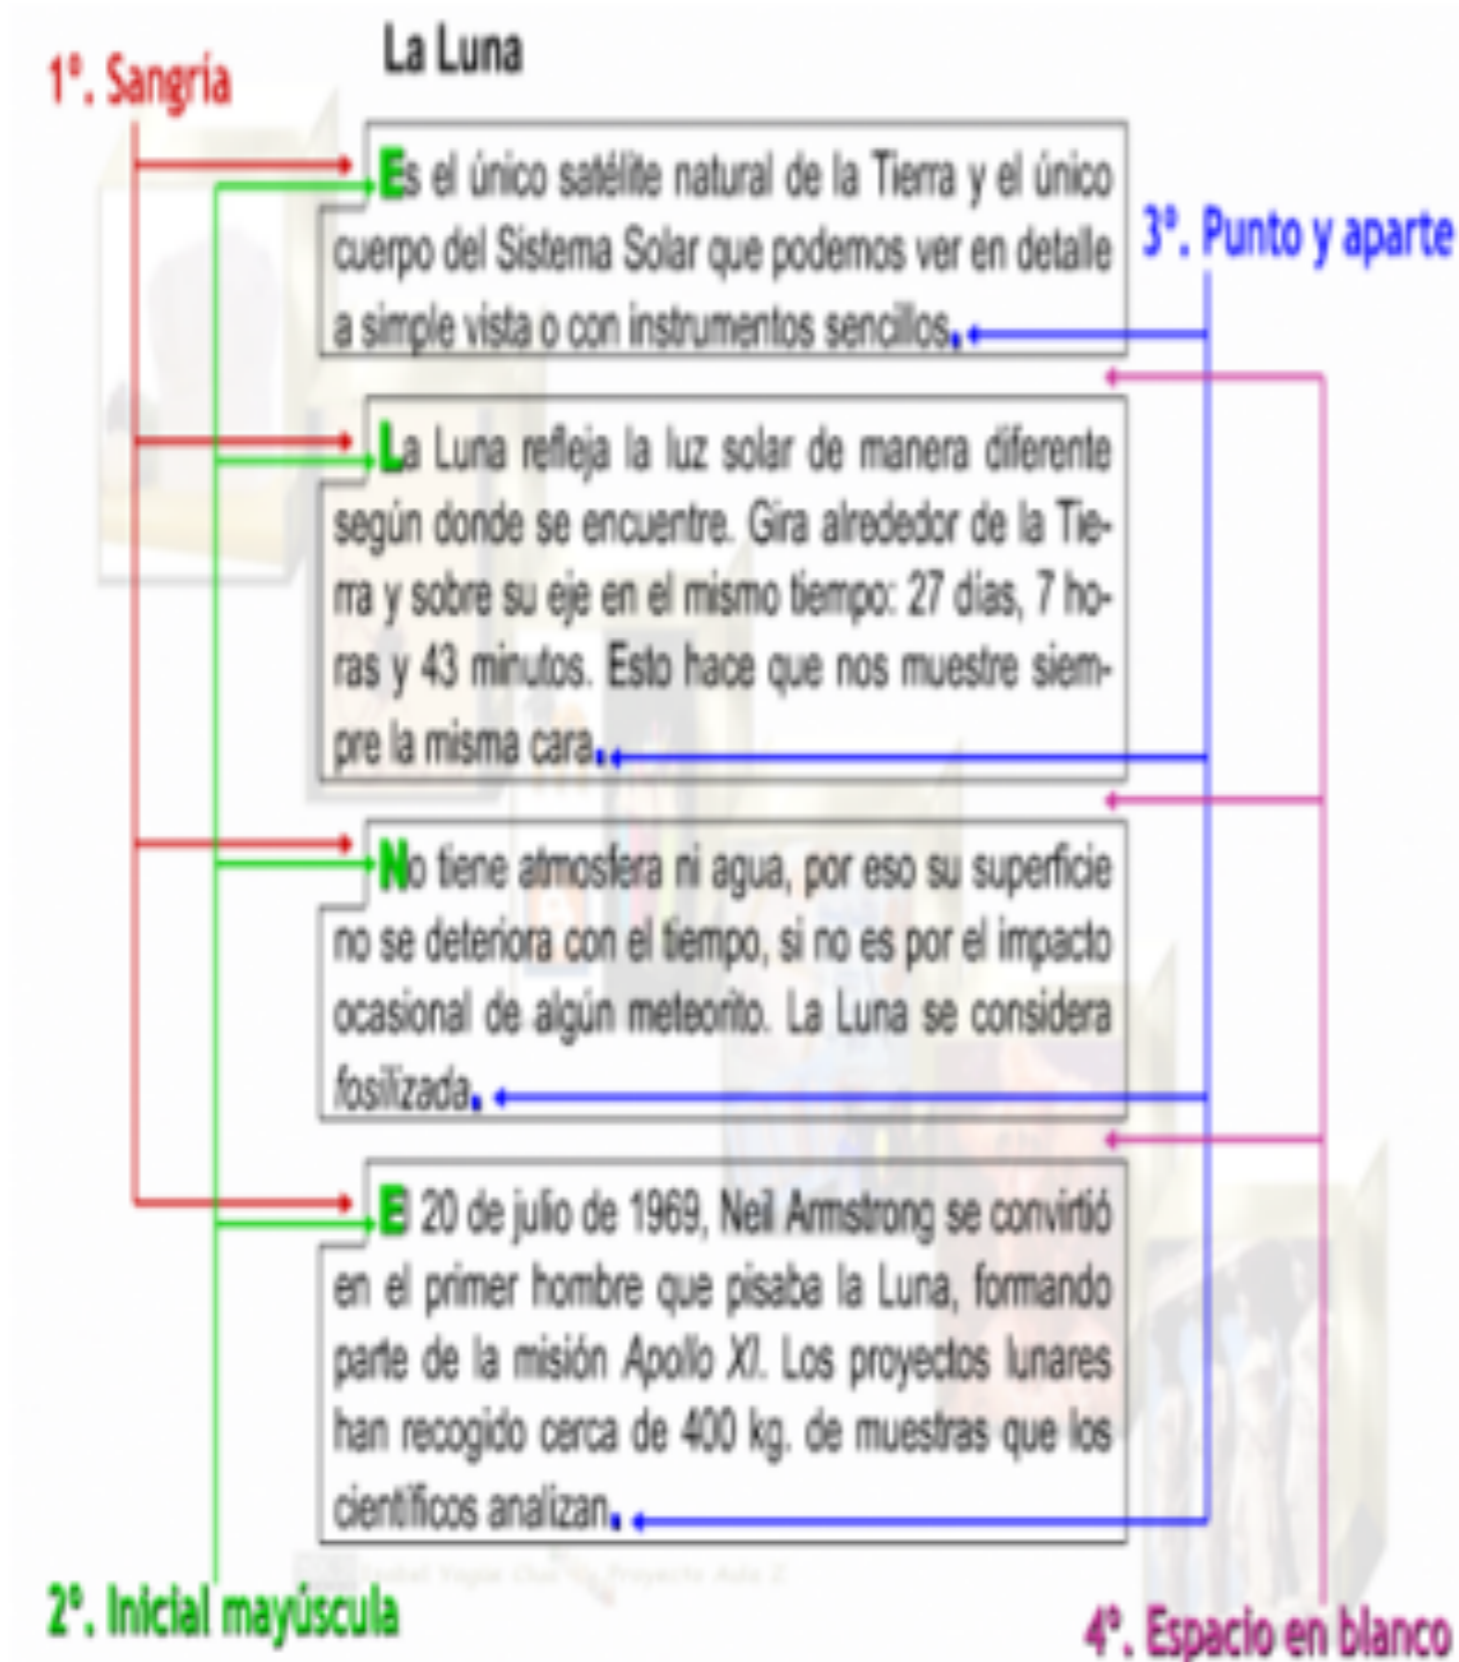 La Luna
1º. Sangría
Es el único satélite natural de la Tierra y el único
cuerpo del Sistema Solar que podemos ver en detalle
a simple vista o con instrumentos sencillos.
3º. Punto y aparte
La Luna refleja la luz solar de manera diferente
según donde se encuentre. Gira alrededor de la Tie-
rra y sobre su eje en el mismo tiempo: 27 días, 7 ho-
ras y 43 minutos. Esto hace que nos muestre siem-
pre la misma cara.
No tiene atmosfera ni agua, por eso su superficie
no se deteriora con el tiempo, si no es por el impacto
ocasional de algún meteorito. La Luna se considera
fosilizada.
El 20 de julio de 1969, Neil Armstrong se convirtió
en el primer hombre que pisaba la Luna, formando
parte de la misión Apollo XI. Los proyectos lunares
han recogido cerca de 400 kg. de muestras que los
científicos analizan.
Proyecto Aula
2º. Inicial mayúscula
4º. Espacio en blanco